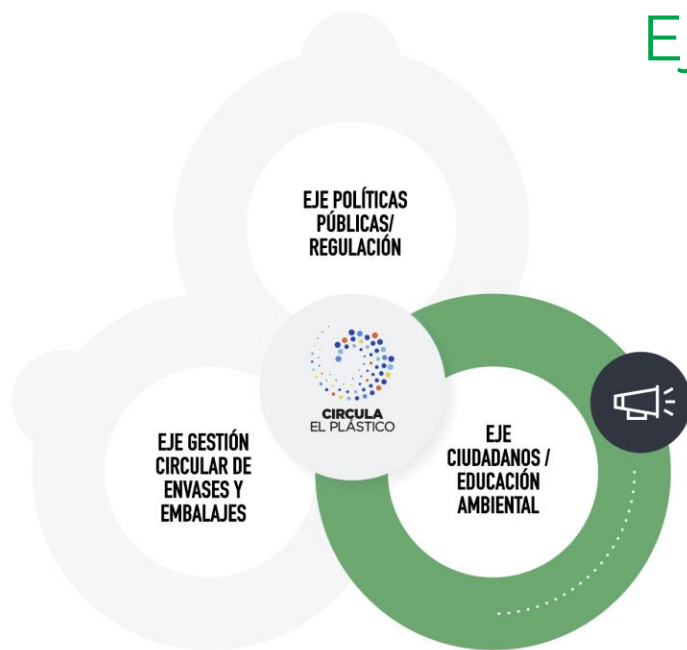 EJE POLÍTICAS
PÚBLICAS/
REGULACIÓN
CIRCULA
EL PLÁSTICO
EJE GESTIÓN
CIRCULAR DE
ENVASES Y
EMBALAJES
EJE
CIUDADANOS /
EDUCACIÓN
AMBIENTAL